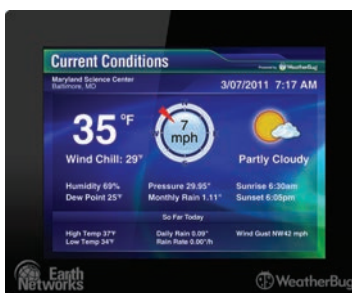 Current Conditions
Powered by WeatherBug
Maryland Science Center
Baltimore, MD
3/07/2011 7:17 AM
35 °F
7
mph
Wind Chill: 29°
Partly Cloudy
Humidity 69%
Pressure 29.95"
Sunrise 6:30am
Dew Point 25°F
Monthly Rain 1.11"
Sunset 6:05pm
So Far Today
High Temp 37°F
Daily Rain 0.09"
Wind Gust NW42 mph
Low Temp 34°F
Rain Rate 0.00"/h
Earth
Networks
WeatherBug